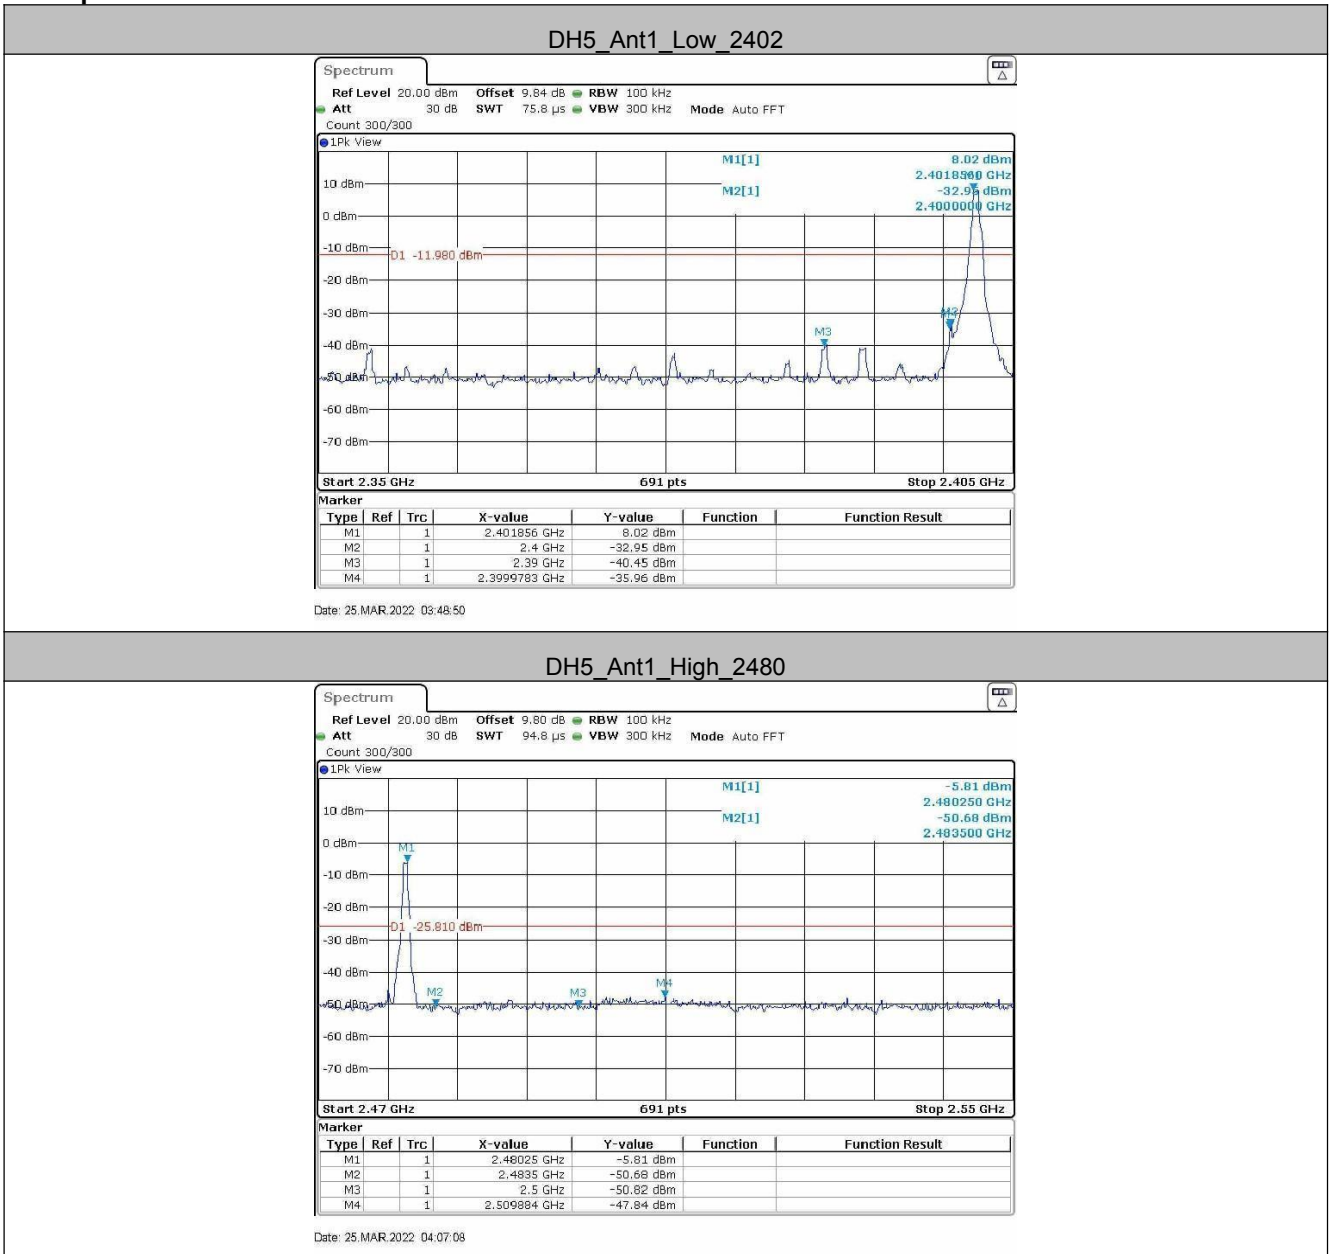 DH5_Ant1_Low_2402
Spectrum
Ref Level 20.00 dBm Offset 9.84 dB RBW 100 kHz
Att 30 dB SWT 75.8 µs VBW 300 kHz Mode Auto FFT
Count 300/300
1Pk View
M1[1] 8.02 dBm
2.4018560 GHz
10 dBm
M2[1] -32.95 dBm
2.4000000 GHz
0 dBm
-10 dBm
D1 -11.980 dBm
-20 dBm
-30 dBm
M3
-40 dBm
-50 dBm
-60 dBm
-70 dBm
Start 2.35 GHz 691 pts Stop 2.405 GHz
Marker
Type Ref Trc X-value Y-value Function Function Result
M1 1 2.401856 GHz 8.02 dBm
M2 1 2.4 GHz -32.95 dBm
M3 1 2.39 GHz -40.45 dBm
M4 1 2.3999783 GHz -35.96 dBm
Date: 25.MAR.2022 03:48:50
DH5_Ant1_High_2480
Spectrum
Ref Level 20.00 dBm Offset 9.80 dB RBW 100 kHz
Att 30 dB SWT 94.8 µs VBW 300 kHz Mode Auto FFT
Count 300/300
1Pk View
M1[1] -5.81 dBm
2.480250 GHz
10 dBm
M2[1] -50.68 dBm
2.483500 GHz
0 dBm
M1
-10 dBm
-20 dBm
D1 -25.810 dBm
-30 dBm
-40 dBm
M2 M3 M4
-50 dBm
-60 dBm
-70 dBm
Start 2.47 GHz 691 pts Stop 2.55 GHz
Marker
Type Ref Trc X-value Y-value Function Function Result
M1 1 2.48025 GHz -5.81 dBm
M2 1 2.4835 GHz -50.68 dBm
M3 1 2.5 GHz -50.82 dBm
M4 1 2.509884 GHz -47.84 dBm
Date: 25.MAR.2022 04:07:08